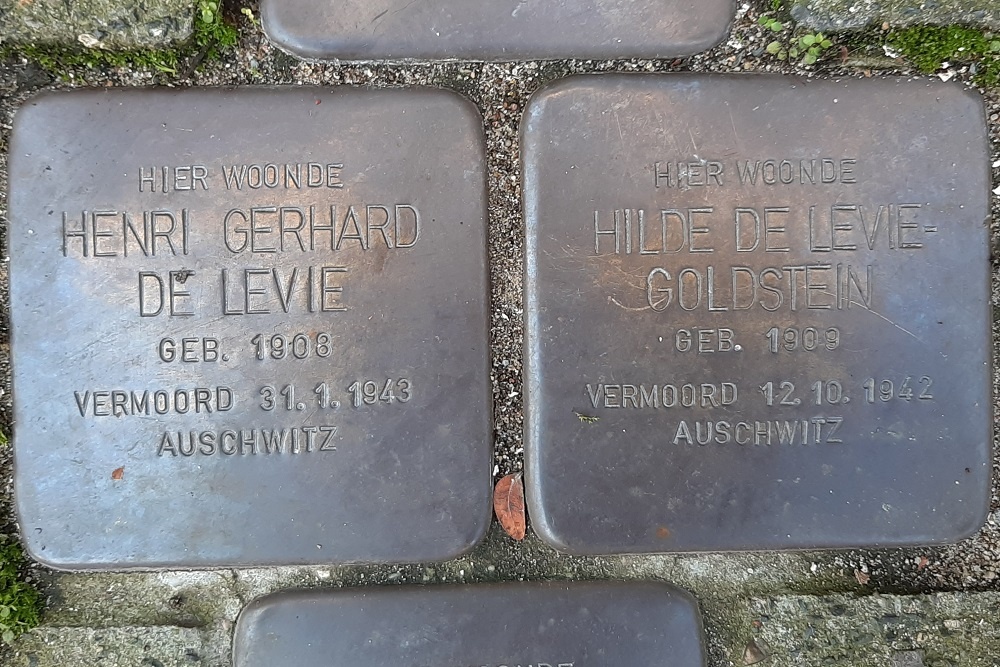 HIER WOONDE
HENRI GERHARD
DE LEVIE
GEB. 1908
VERMOORD 31.1.1943
AUSCHWITZ
HIER WOONDE
HILDE DE LEVIE-
GOLDSTEIN
GEB. 1909
VERMOORD 12.10.1942
AUSCHWITZ